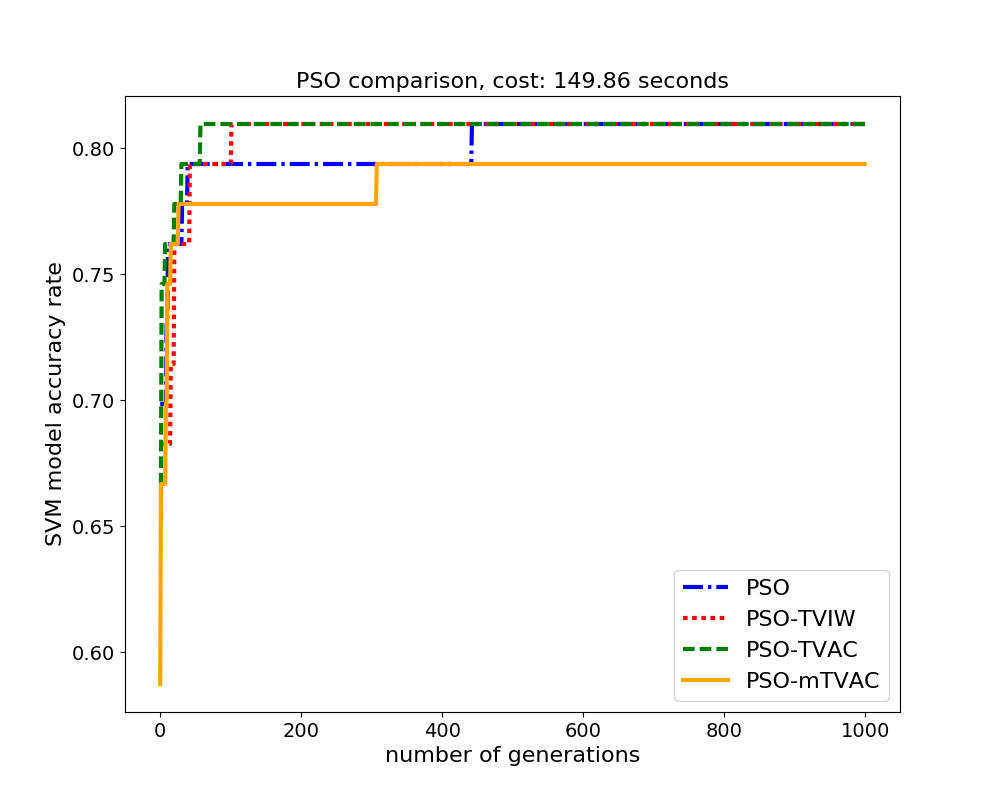 PSO comparison, cost: 149.86 seconds
SVM model accuracy rate
0.80
0.75
0.70
0.65
0.60
PSO
PSO-TVIW
PSO-TVAC
PSO-mTVAC
0 200 400 600 800 1000
number of generations